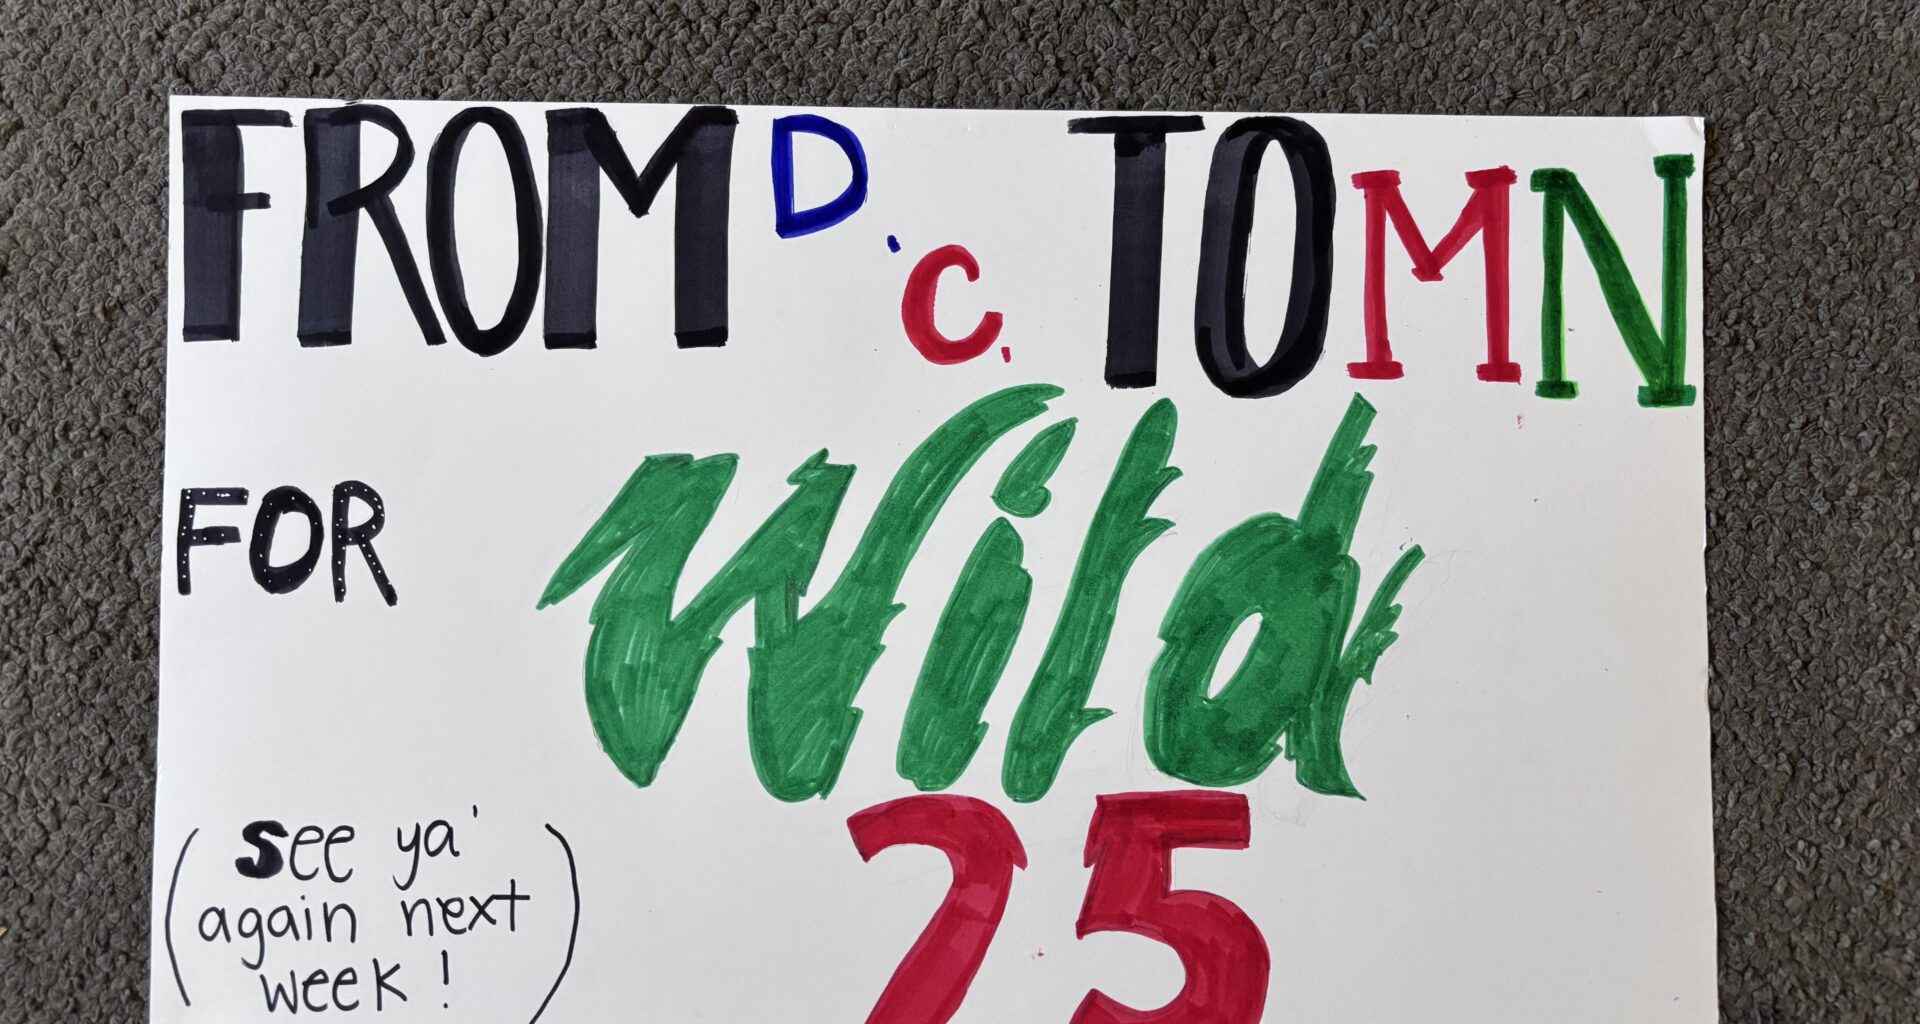 FROM D.C. TO MN
FOR Wild
25
(See ya'
again next
week!)